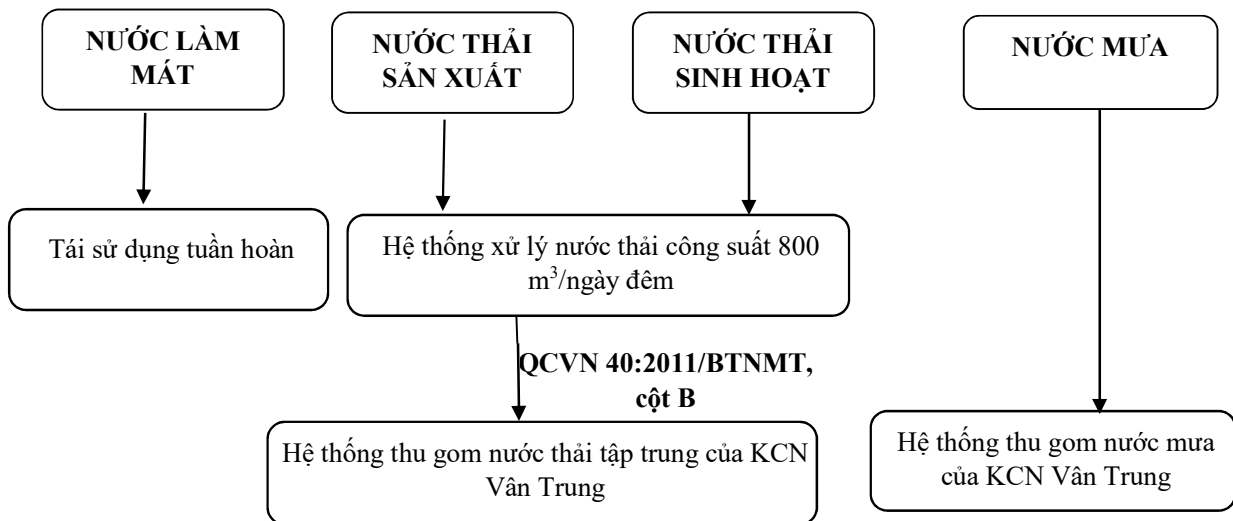 NƯỚC LÀM
MÁT
NƯỚC THẢI
SẢN XUẤT
NƯỚC THẢI
SINH HOẠT
NƯỚC MƯA
Tái sử dụng tuần hoàn
Hệ thống xử lý nước thải công suất 800
m³/ngày đêm
QCVN 40:2011/BTNMT,
cột B
Hệ thống thu gom nước thải tập trung của KCN
Vân Trung
Hệ thống thu gom nước mưa
của KCN Vân Trung